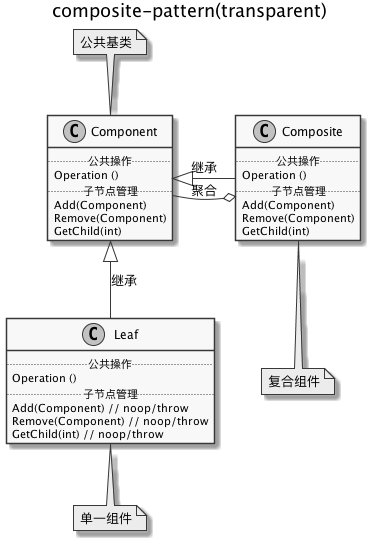 composite-pattern(transparent)
公共基类
C Component
公共操作
Operation ()
子节点管理
Add(Component)
Remove(Component)
GetChild(int)
继承
聚合
C Composite
公共操作
Operation ()
子节点管理
Add(Component)
Remove(Component)
GetChild(int)
继承
C Leaf
公共操作
Operation ()
子节点管理
Add(Component) // noop/throw
Remove(Component) // noop/throw
GetChild(int) // noop/throw
复合组件
单一组件